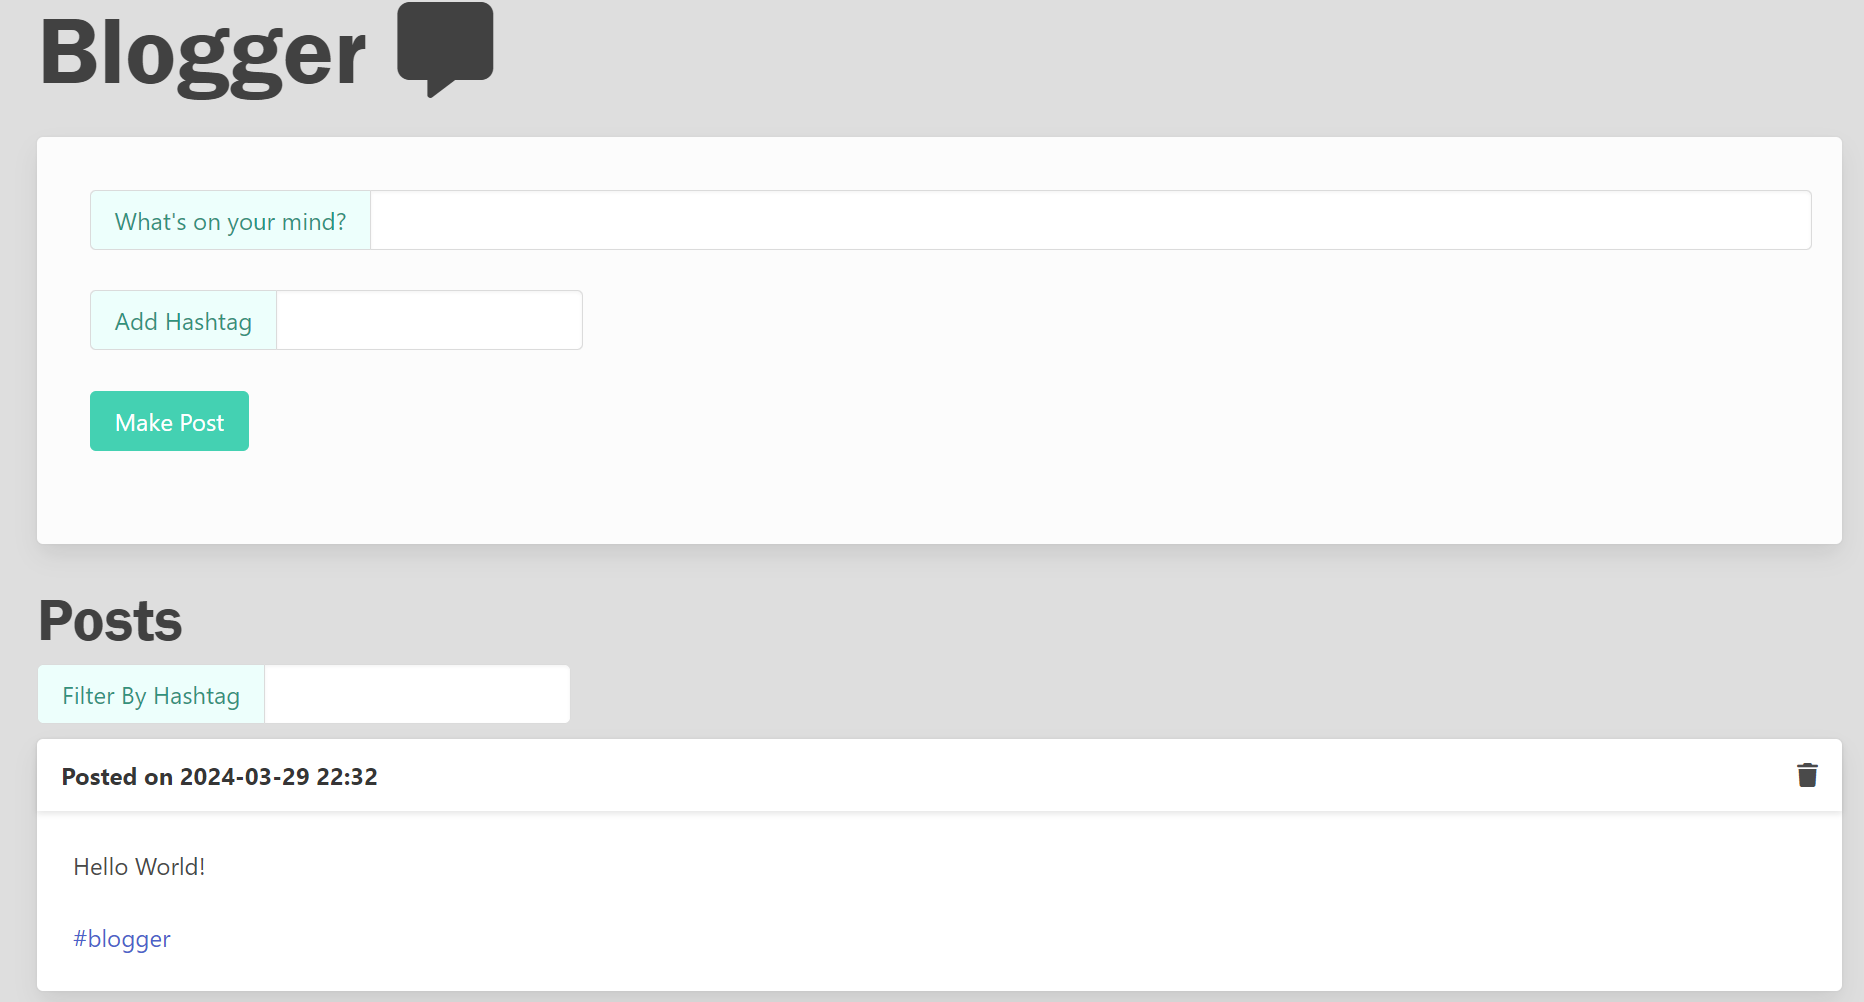 Blogger
What's on your mind?
Add Hashtag
Make Post
Posts
Filter By Hashtag
Posted on 2024-03-29 22:32
Hello World!
#blogger